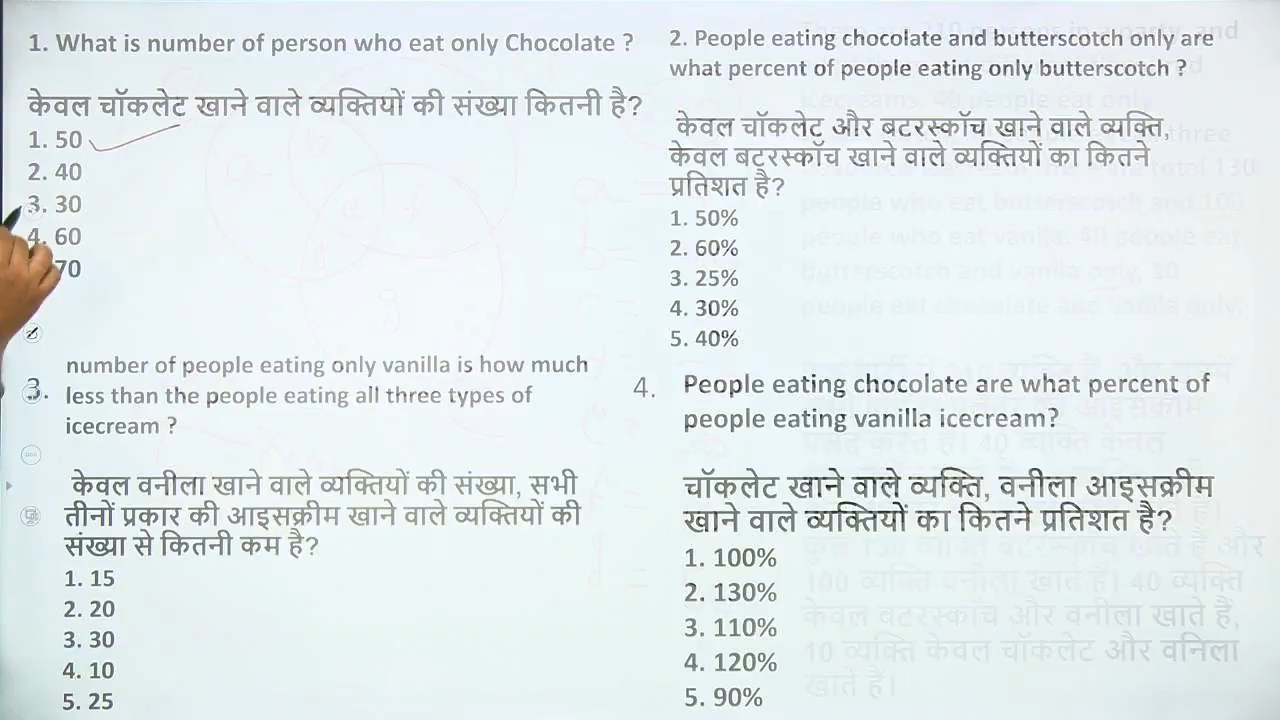 1. What is number of person who eat only Chocolate ?
केवल चॉकलेट खाने वाले व्यक्तियों की संख्या कितनी है?
1. 50
2. 40
3. 30
4. 60
70
2. People eating chocolate and butterscotch only are
what percent of people eating only butterscotch ?
केवल चॉकलेट और बटरस्कॉच खाने वाले व्यक्ति,
केवल बटरस्कॉच खाने वाले व्यक्तियों का कितने
प्रतिशत है?
1. 50%
2. 60%
3. 25%
4. 30%
5. 40%
number of people eating only vanilla is how much
3. less than the people eating all three types of
icecream ?
केवल वनीला खाने वाले व्यक्तियों की संख्या, सभी
तीनों प्रकार की आइसक्रीम खाने वाले व्यक्तियों की
संख्या से कितनी कम है?
1. 15
2. 20
3. 30
4. 10
5. 25
4. People eating chocolate are what percent of
people eating vanilla icecream?
चॉकलेट खाने वाले व्यक्ति, वनीला आइसक्रीम
खाने वाले व्यक्तियों का कितने प्रतिशत है?
1. 100%
2. 130%
3. 110%
4. 120%
5. 90%